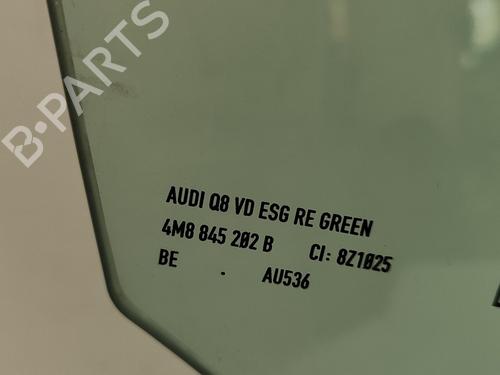 B-PARTS
AUDI Q8 VD ESG RE GREEN
4M8 845 202 B CI: 8Z1025
BE . AU536